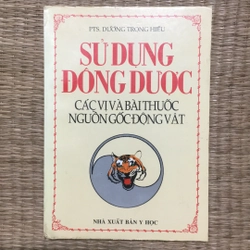 PTS. DƯƠNG TRỌNG HIẾU
SỬ DỤNG
ĐÔNG DƯỢC
CÁC VỊ VÀ BÀI THUỐC
NGUỒN GỐC ĐỘNG VẬT
NHÀ XUẤT BẢN Y HỌC